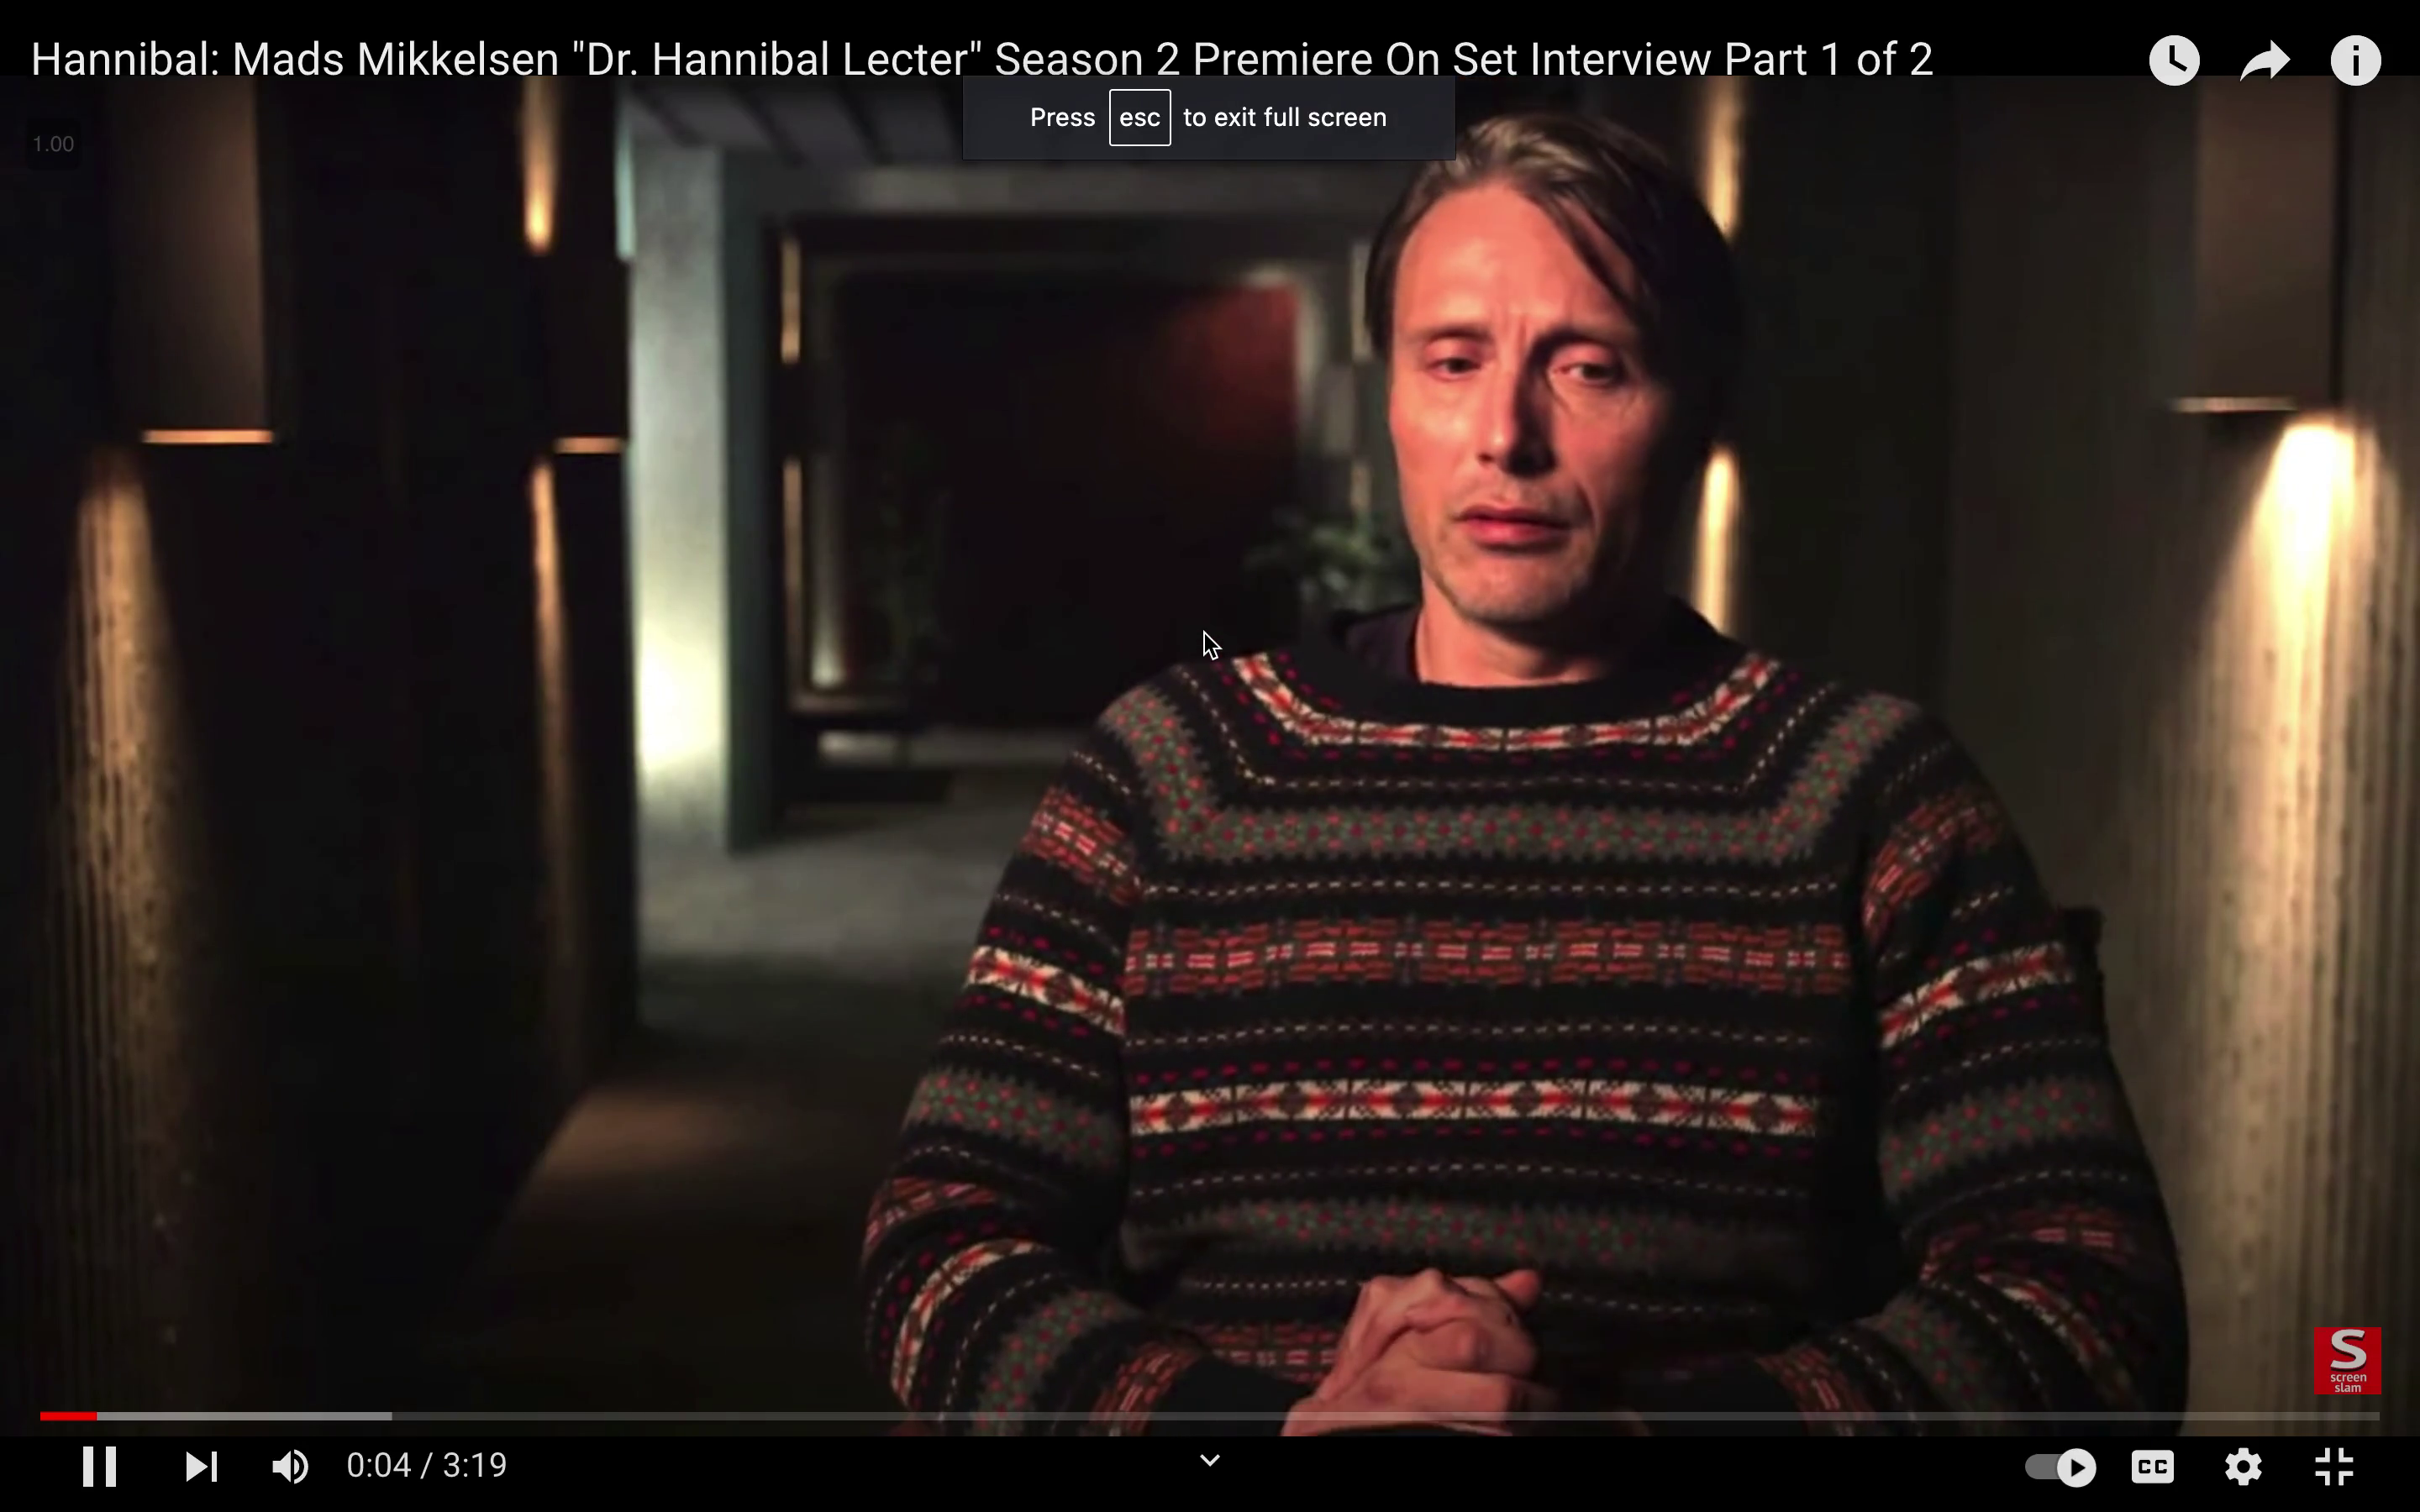 Hannibal: Mads Mikkelsen "Dr. Hannibal Lecter" Season 2 Premiere On Set Interview Part 1 of 2
Press esc to exit full screen
1.00
S
screen
slam
0:04 / 3:19
CC